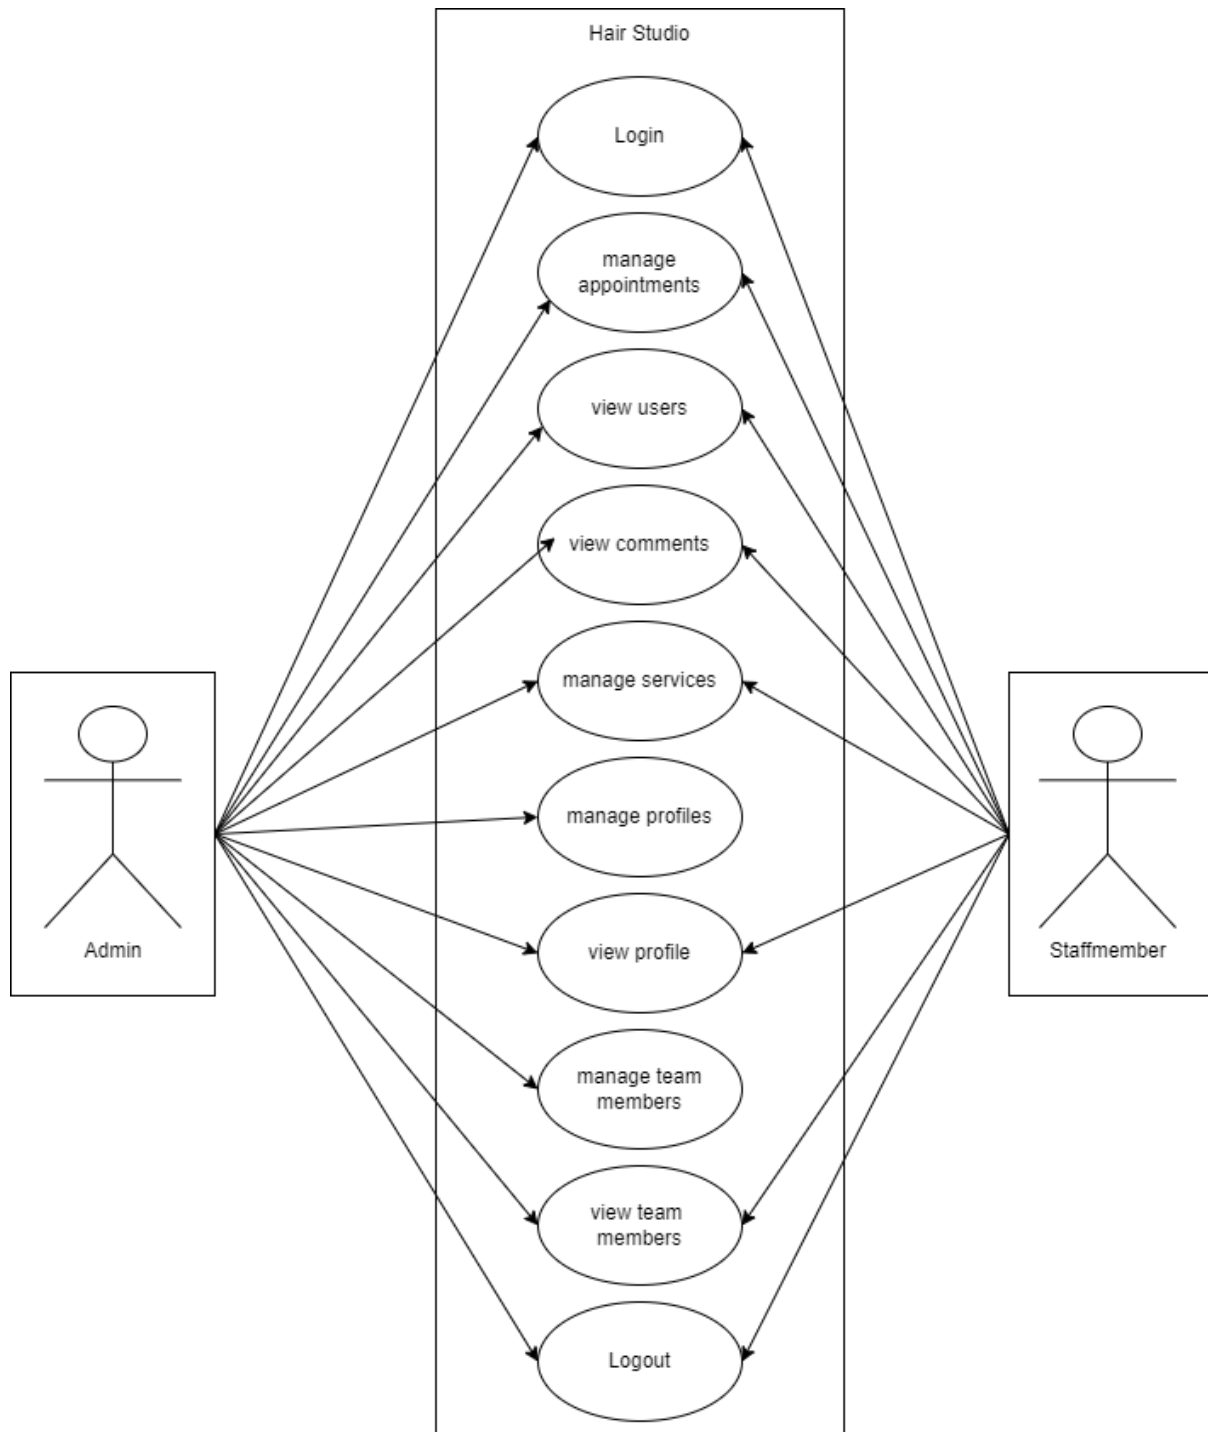 Hair Studio
Login
manage
appointments
view users
view comments
manage services
manage profiles
view profile
manage team
members
view team
members
Logout
Admin
Staffmember